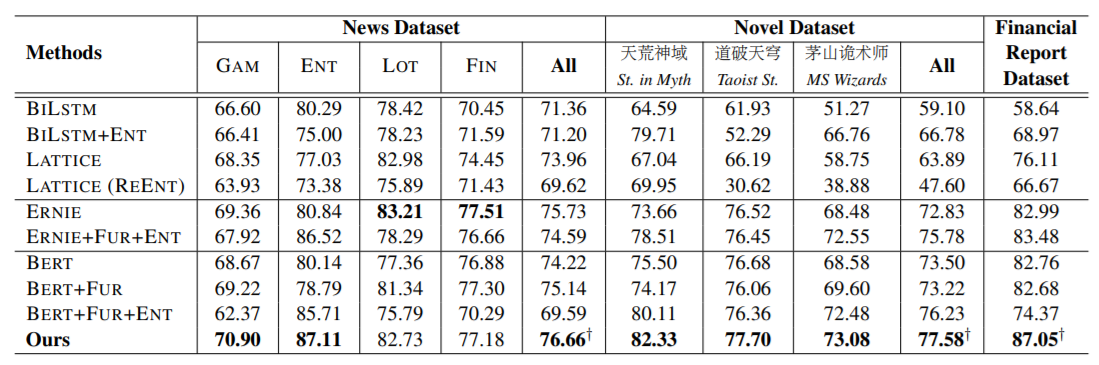 Methods News Dataset Novel Dataset Financial Report Dataset
GAM ENT LOT FIN All 天荒神域 道破天穹 茅山诡术师 All
St. in Myth Taoist St. MS Wizards
BILSTM 66.60 80.29 78.42 70.45 71.36 64.59 61.93 51.27 59.10 58.64
BILSTM+ENT 66.41 75.00 78.23 71.59 71.20 79.71 52.29 66.76 66.78 68.97
LATTICE 68.35 77.03 82.98 74.45 73.96 67.04 66.19 58.75 63.89 76.11
LATTICE (REENT) 63.93 73.38 75.89 71.43 69.62 69.95 30.62 38.88 47.60 66.67
ERNIE 69.36 80.84 83.21 77.51 75.73 73.66 76.52 68.48 72.83 82.99
ERNIE+FUR+ENT 67.92 86.52 78.29 76.66 74.59 78.51 76.45 72.55 75.78 83.48
BERT 68.67 80.14 77.36 76.88 74.22 75.50 76.68 68.58 73.50 82.76
BERT+FUR 69.22 78.79 81.34 77.30 75.14 74.17 76.06 69.60 73.22 82.68
BERT+FUR+ENT 62.37 85.71 75.79 70.29 69.59 80.11 76.36 72.48 76.23 74.37
Ours 70.90 87.11 82.73 77.18 76.66† 82.33 77.70 73.08 77.58† 87.05†